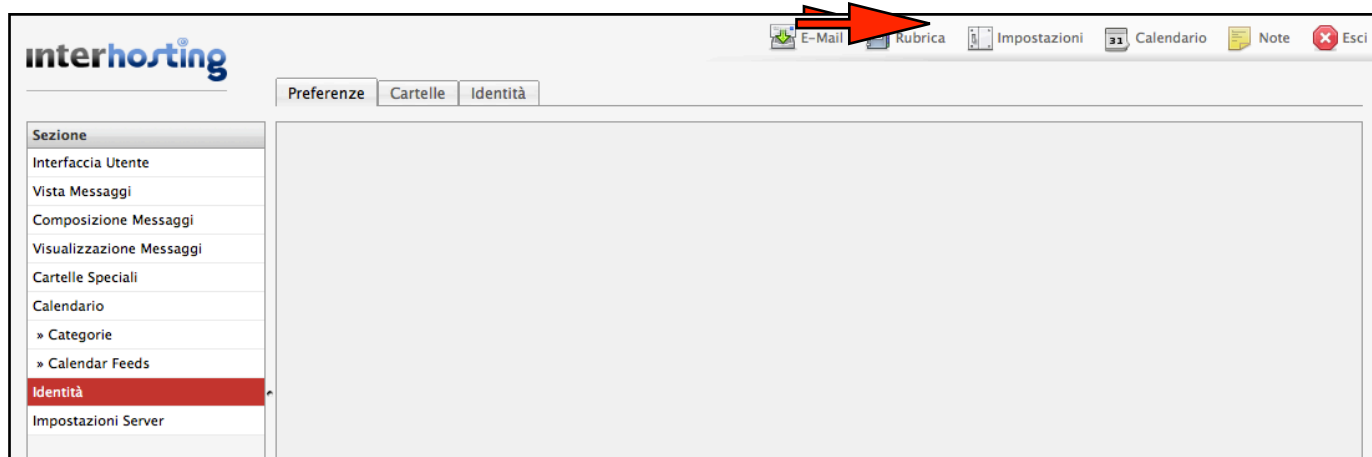 interhosting
E-Mail Rubrica Impostazioni 31 Calendario Note Esci
Preferenze Cartelle Identità
Sezione
Interfaccia Utente
Vista Messaggi
Composizione Messaggi
Visualizzazione Messaggi
Cartelle Speciali
Calendario
» Categorie
» Calendar Feeds
Identità
Impostazioni Server